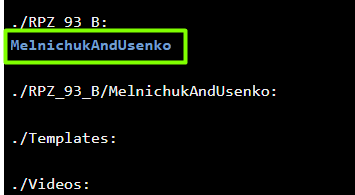 ./RPZ_93_B:
MelnichukAndUsenko
./RPZ_93_B/MelnichukAndUsenko:
./Templates:
./Videos: